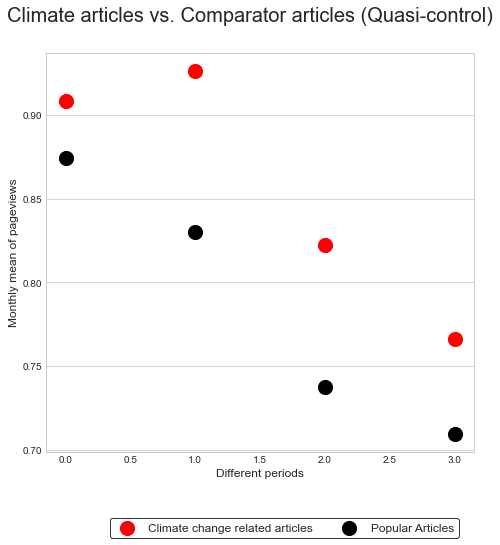 Climate articles vs. Comparator articles (Quasi-control)
0.90
0.85
0.80
0.75
0.70
Monthly mean of pageviews
0.0 0.5 1.0 1.5 2.0 2.5 3.0
Different periods
Climate change related articles Popular Articles